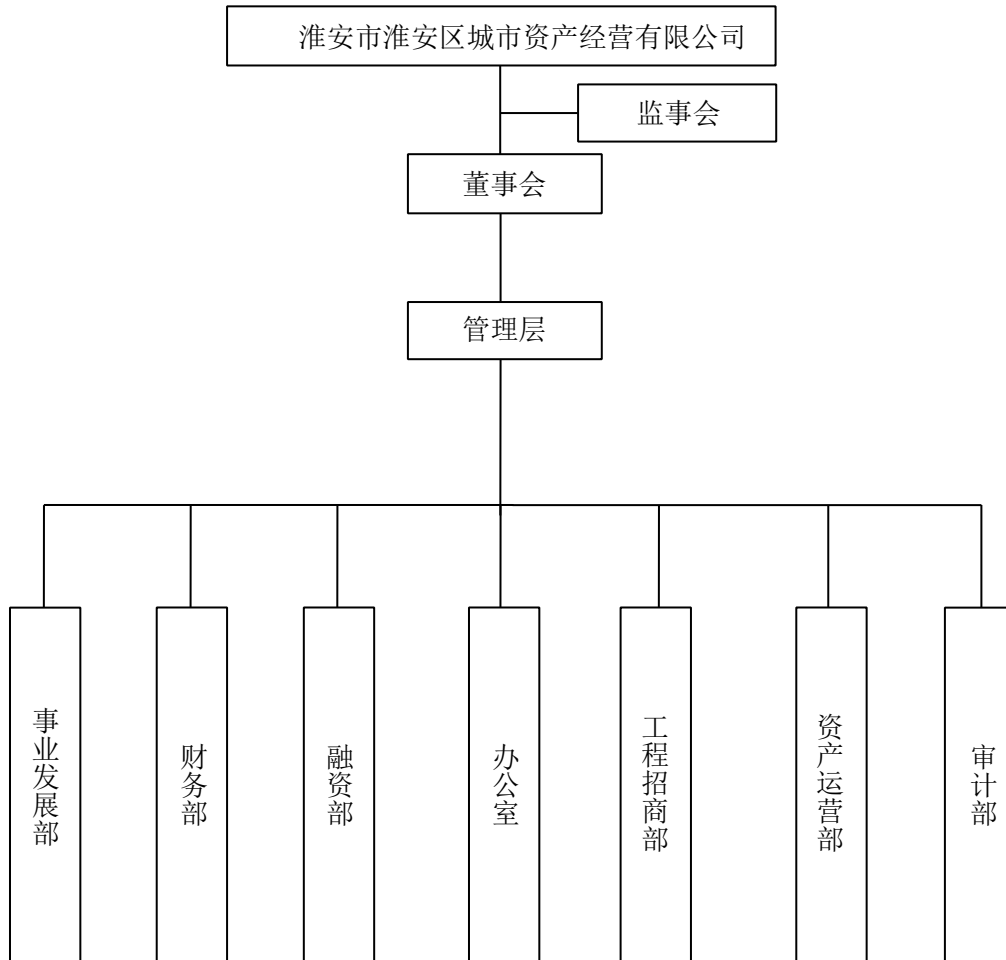 淮安市淮安区城市资产经营有限公司
监事会
董事会
管理层
事业发展部
财务部
融资部
办公室
工程招商部
资产运营部
审计部